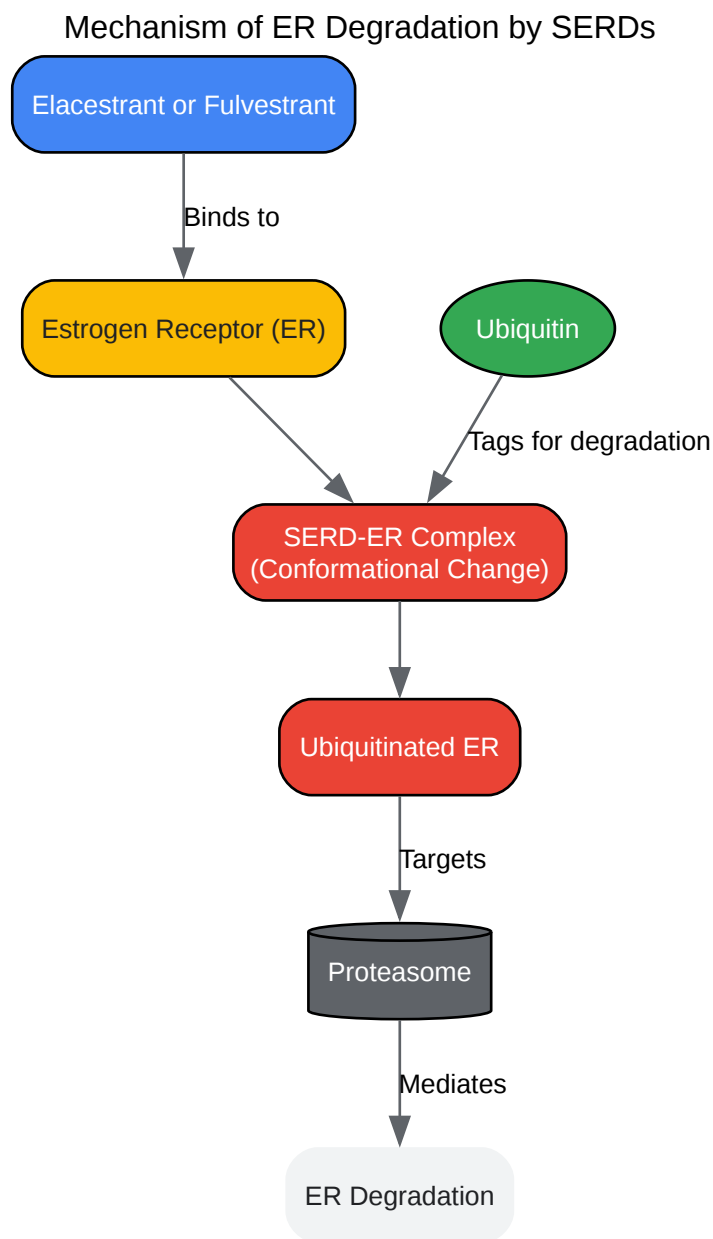 Mechanism of ER Degradation by SERDs
Elacestrant or Fulvestrant
Binds to
Estrogen Receptor (ER)
Ubiquitin
Tags for degradation
SERD-ER Complex
(Conformational Change)
Ubiquitinated ER
Targets
Proteasome
Mediates
ER Degradation